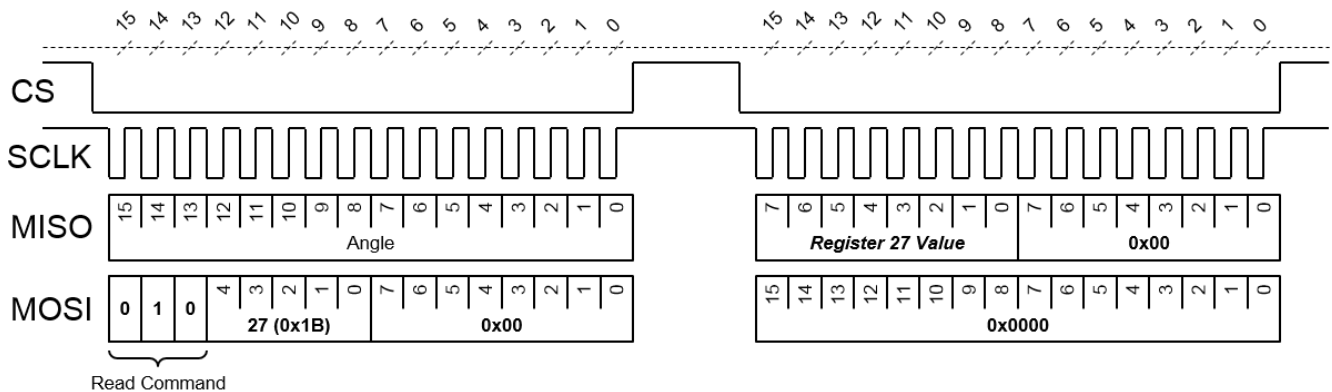 15 14 13 12 11 10 9 8 7 6 5 4 3 2 1 0 15 14 13 12 11 10 9 8 7 6 5 4 3 2 1 0
CS
SCLK
MISO 15 14 13 12 11 10 9 8 7 6 5 4 3 2 1 0 7 6 5 4 3 2 1 0 7 6 5 4 3 2 1 0
Angle Register 27 Value 0x00
MOSI 0 1 0 4 3 2 1 0 7 6 5 4 3 2 1 0 15 14 13 12 11 10 9 8 7 6 5 4 3 2 1 0
27 (0x1B) 0x00 0x0000
Read Command